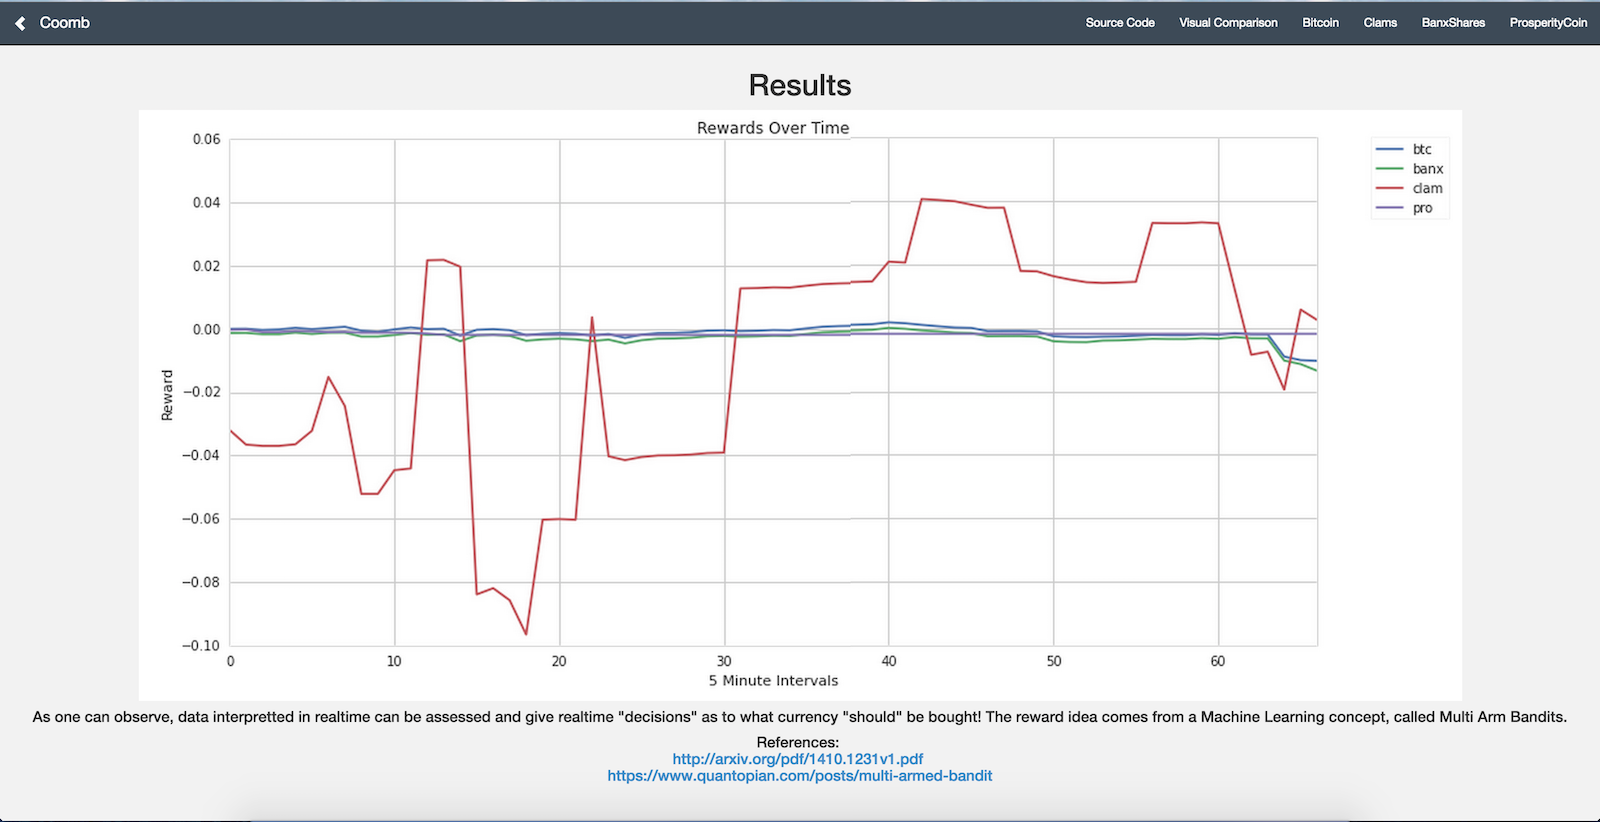 Coomb
Source Code Visual Comparison Bitcoin Clams BanxShares ProsperityCoin
Results
Rewards Over Time
btc
banx
clam
pro
0.06
0.04
0.02
0.00
−0.02
−0.04
−0.06
−0.08
−0.10
Reward
0 10 20 30 40 50 60
5 Minute Intervals
As one can observe, data interpretted in realtime can be assessed and give realtime "decisions" as to what currency "should" be bought! The reward idea comes from a Machine Learning concept, called Multi Arm Bandits.
References:
http://arxiv.org/pdf/1410.1231v1.pdf
https://www.quantopian.com/posts/multi-armed-bandit